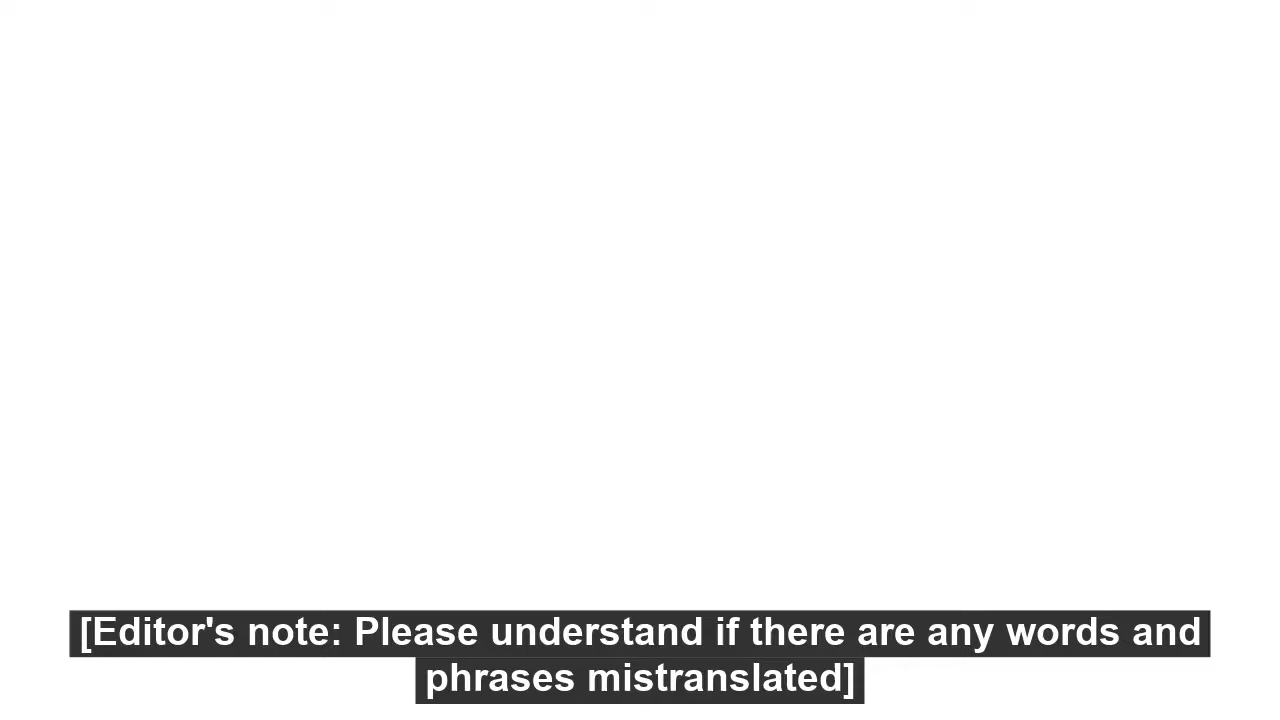 [Editor's note: Please understand if there are any words and
phrases mistranslated]